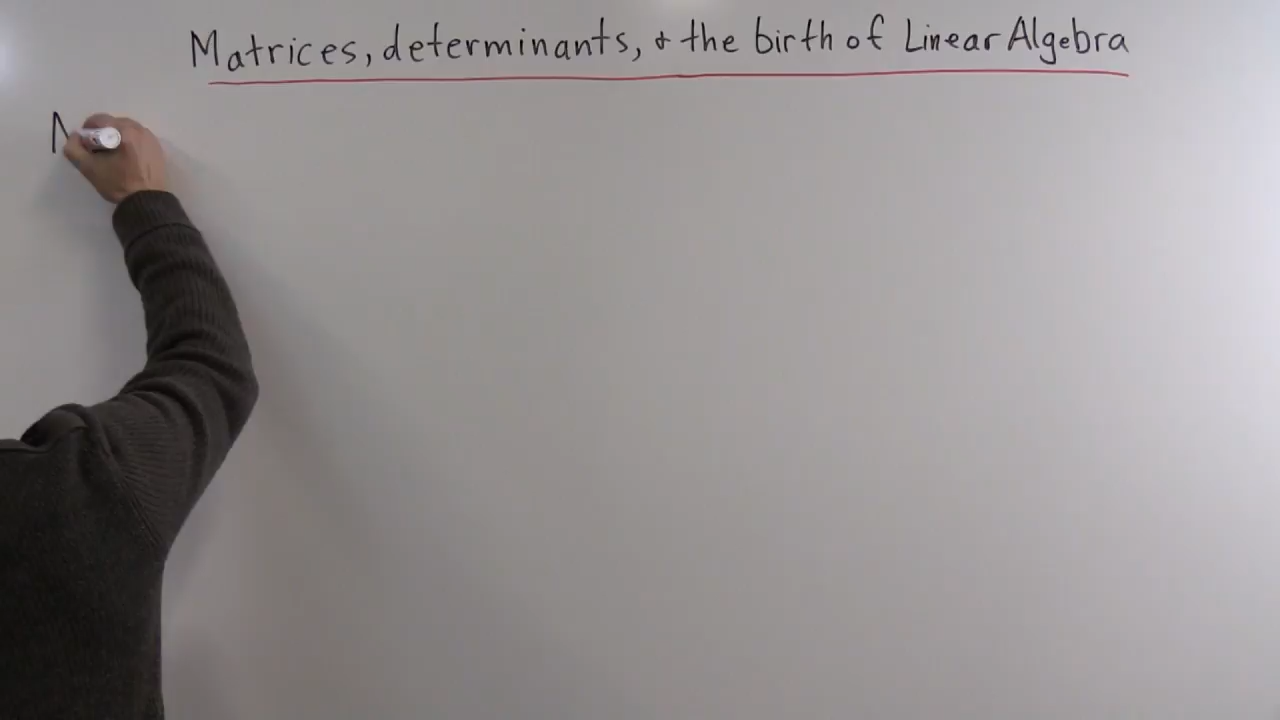 Matrices, determinants, & the birth of Linear Algebra